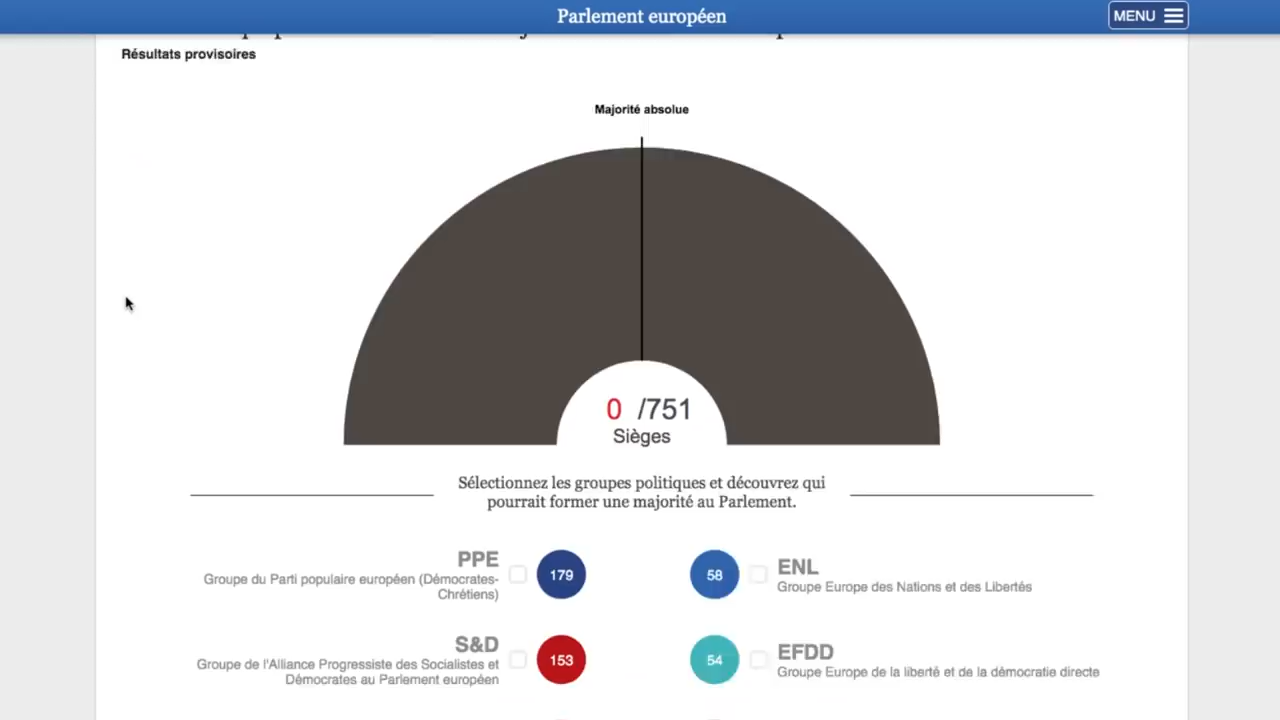 Parlement européen
MENU
Résultats provisoires
Majorité absolue
0 /751
Sièges
Sélectionnez les groupes politiques et découvrez qui
pourrait former une majorité au Parlement.
PPE
Groupe du Parti populaire européen (Démocrates-
Chrétiens)
179
58
ENL
Groupe Europe des Nations et des Libertés
S&D
Groupe de l'Alliance Progressiste des Socialistes et
Démocrates au Parlement européen
153
54
EFDD
Groupe Europe de la liberté et de la démocratie directe